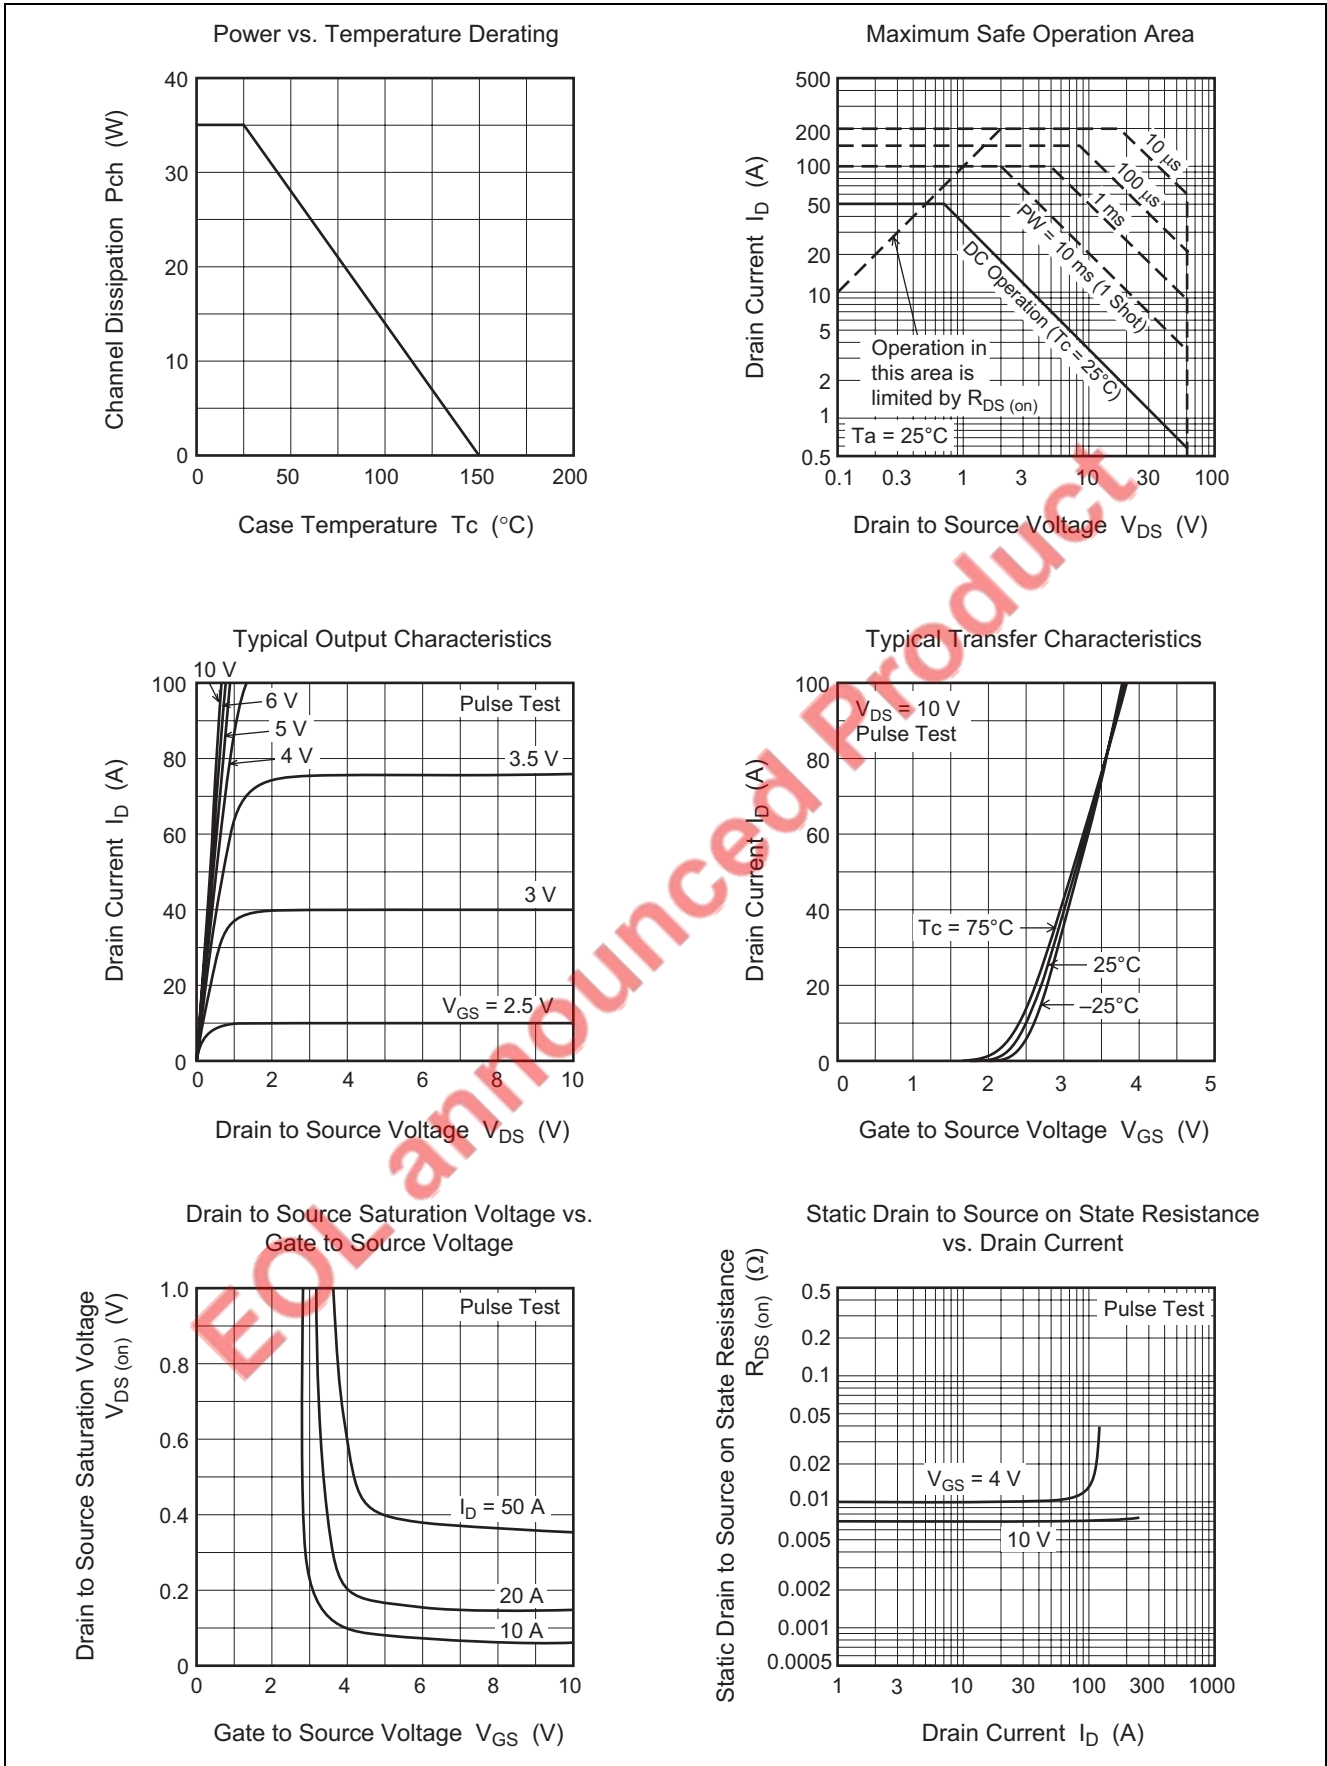 Power vs. Temperature Derating
Channel Dissipation Pch (W)
40
30
20
10
0
0 50 100 150 200
Case Temperature Tc (°C)
Maximum Safe Operation Area
Drain Current ID (A)
500
200
100
50
20
10
5
2
1
0.5
10 μs
100 μs
1 ms
PW = 10 ms (1 Shot)
DC Operation (Tc = 25°C)
Operation in
this area is
limited by RDS (on)
Ta = 25°C
0.1 0.3 1 3 10 30 100
Drain to Source Voltage VDS (V)
Typical Output Characteristics
Drain Current ID (A)
100
80
60
40
20
0
10 V
6 V
5 V
4 V
Pulse Test
3.5 V
3 V
VGS = 2.5 V
0 2 4 6 8 10
Drain to Source Voltage VDS (V)
Typical Transfer Characteristics
Drain Current ID (A)
100
80
60
40
20
0
VDS = 10 V
Pulse Test
Tc = 75°C
25°C
–25°C
0 1 2 3 4 5
Gate to Source Voltage VGS (V)
Drain to Source Saturation Voltage vs.
Gate to Source Voltage
Drain to Source Saturation Voltage
VDS (on) (V)
1.0
0.8
0.6
0.4
0.2
0
Pulse Test
ID = 50 A
20 A
10 A
0 2 4 6 8 10
Gate to Source Voltage VGS (V)
Static Drain to Source on State Resistance
vs. Drain Current
Static Drain to Source on State Resistance
RDS (on) (Ω)
0.5
0.2
0.1
0.05
0.02
0.01
0.005
0.002
0.001
0.0005
Pulse Test
VGS = 4 V
10 V
1 3 10 30 100 300 1000
Drain Current ID (A)
EOL announced Product